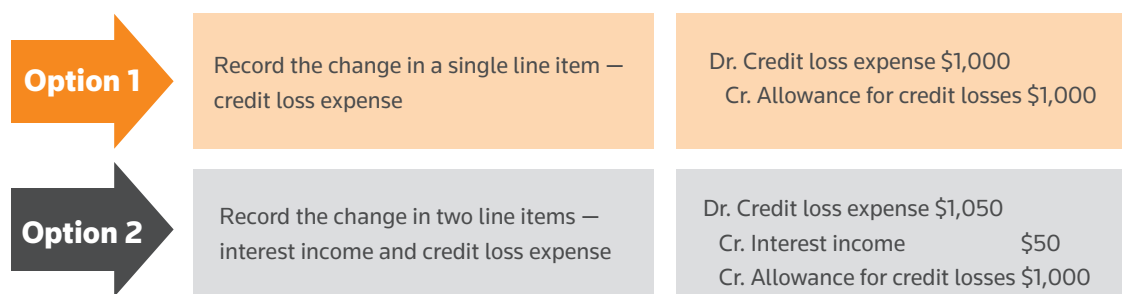 Option 1
Record the change in a single line item —
credit loss expense
Dr. Credit loss expense $1,000
Cr. Allowance for credit losses $1,000
Option 2
Record the change in two line items —
interest income and credit loss expense
Dr. Credit loss expense $1,050
Cr. Interest income $50
Cr. Allowance for credit losses $1,000